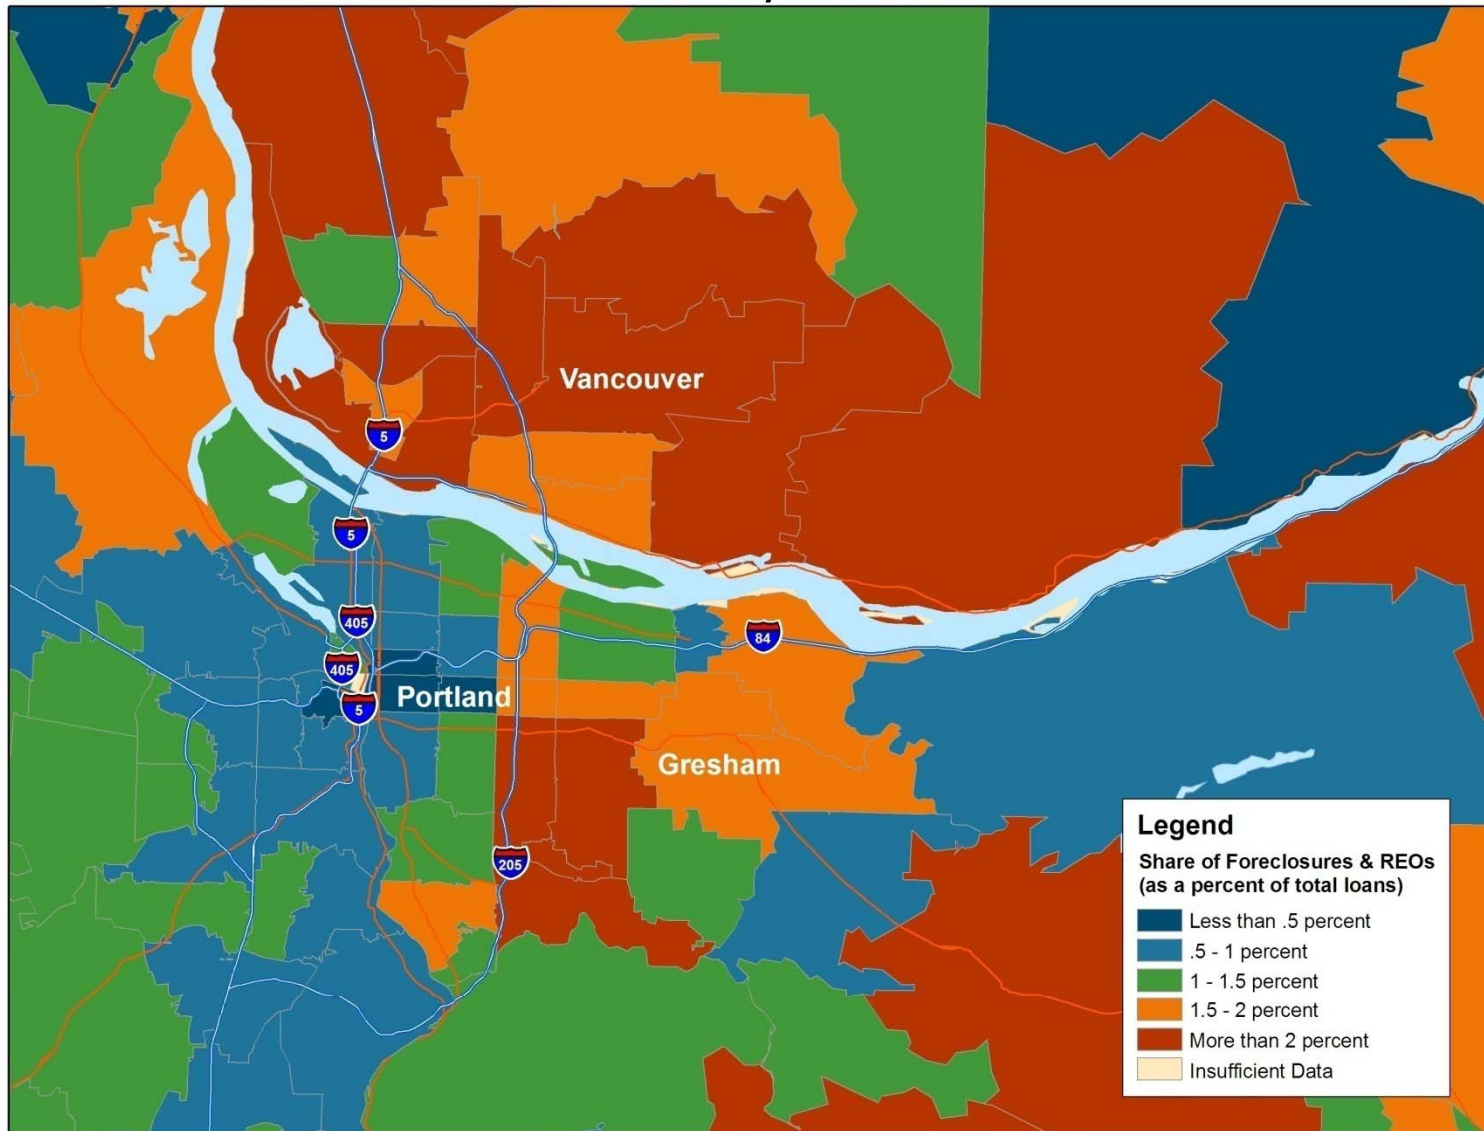 Vancouver
5
5
405
84
405
Portland
5
Gresham
205
Legend
Share of Foreclosures & REOs
(as a percent of total loans)
Less than .5 percent
.5 - 1 percent
1 - 1.5 percent
1.5 - 2 percent
More than 2 percent
Insufficient Data